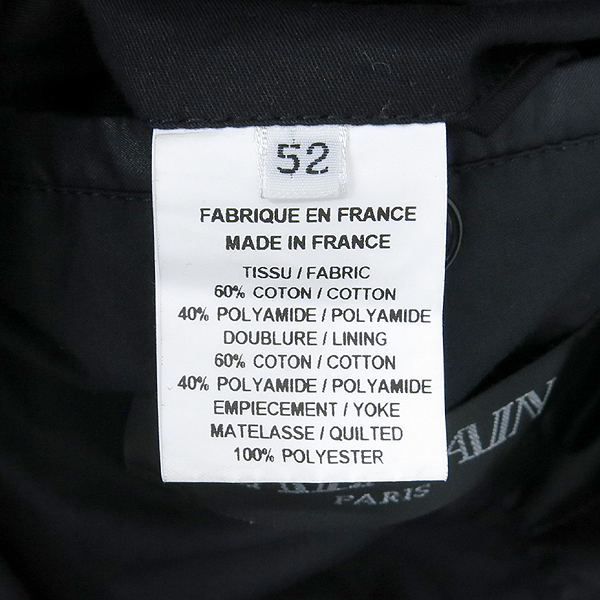 52
FABRIQUE EN FRANCE
MADE IN FRANCE
TISSU / FABRIC
60% COTON / COTTON
40% POLYAMIDE / POLYAMIDE
DOUBLURE / LINING
60% COTON / COTTON
40% POLYAMIDE / POLYAMIDE
EMPIECEMENT / YOKE
MATELASSE / QUILTED
100% POLYESTER
PARIS